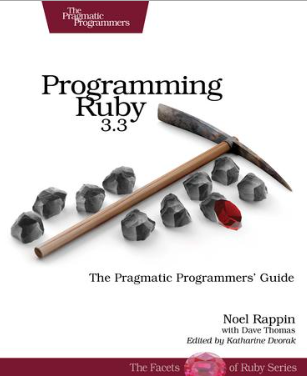 The
Pragmatic
Programmers
Programming
Ruby
3.3
The Pragmatic Programmers' Guide
Noel Rappin
with Dave Thomas
Edited by Katharine Dvorak
The Facets of Ruby Series